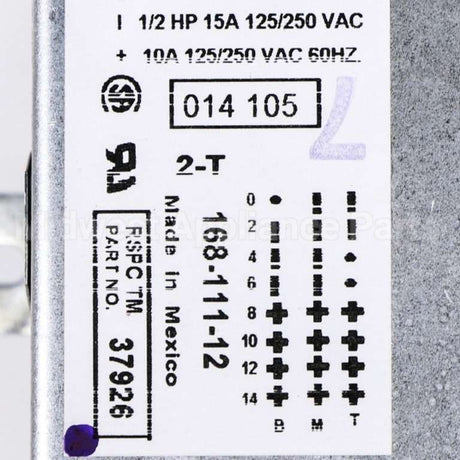 I 1/2 HP 15A 125/250 VAC
+ 10A 125/250 VAC 60HZ.
014 105
7
2-T
Made in Mexico
168-111-12
RSPC TM.
PART NO. 37926
0
2
4
6
8
10
12
14
B M T